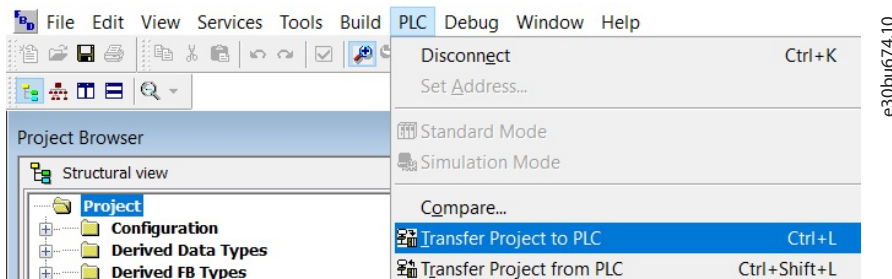 File Edit View Services Tools Build PLC Debug Window Help
Disconnect Ctrl+K
Set Address...
Standard Mode
Simulation Mode
Compare...
Transfer Project to PLC Ctrl+L
Transfer Project from PLC Ctrl+Shift+L
Project Browser
Structural view
Project
Configuration
Derived Data Types
Derived FB Types
e30bu674.10